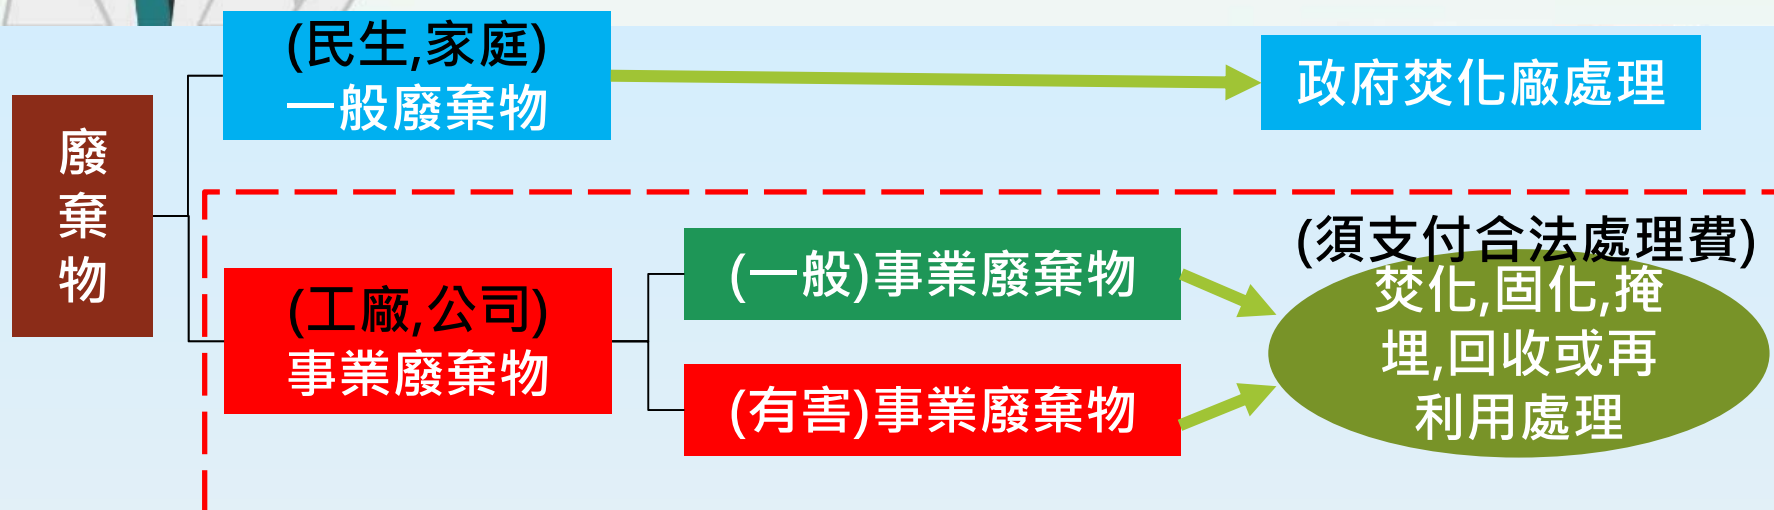 廢
棄
物
(民生,家庭)
一般廢棄物
政府焚化廠處理
(工廠,公司)
事業廢棄物
(一般)事業廢棄物
(有害)事業廢棄物
(須支付合法處理費)
焚化,固化,掩
埋,回收或再
利用處理